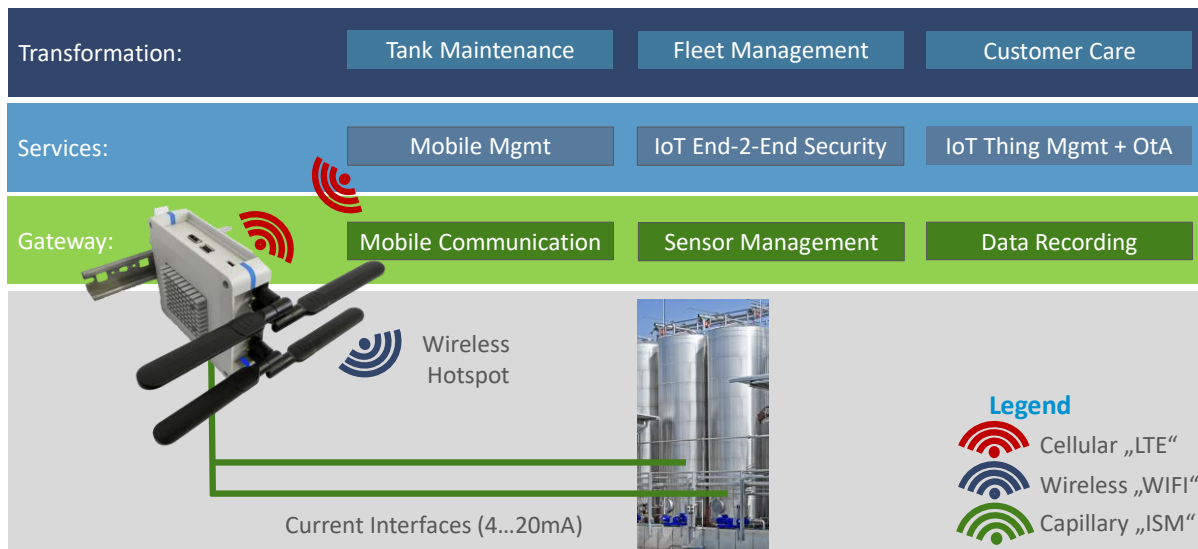 Transformation:
Tank Maintenance
Fleet Management
Customer Care
Services:
Mobile Mgmt
IoT End-2-End Security
IoT Thing Mgmt + OtA
Gateway:
Mobile Communication
Sensor Management
Data Recording
Wireless
Hotspot
Current Interfaces (4...20mA)
Legend
Cellular „LTE“
Wireless „WIFI“
Capillary „ISM“